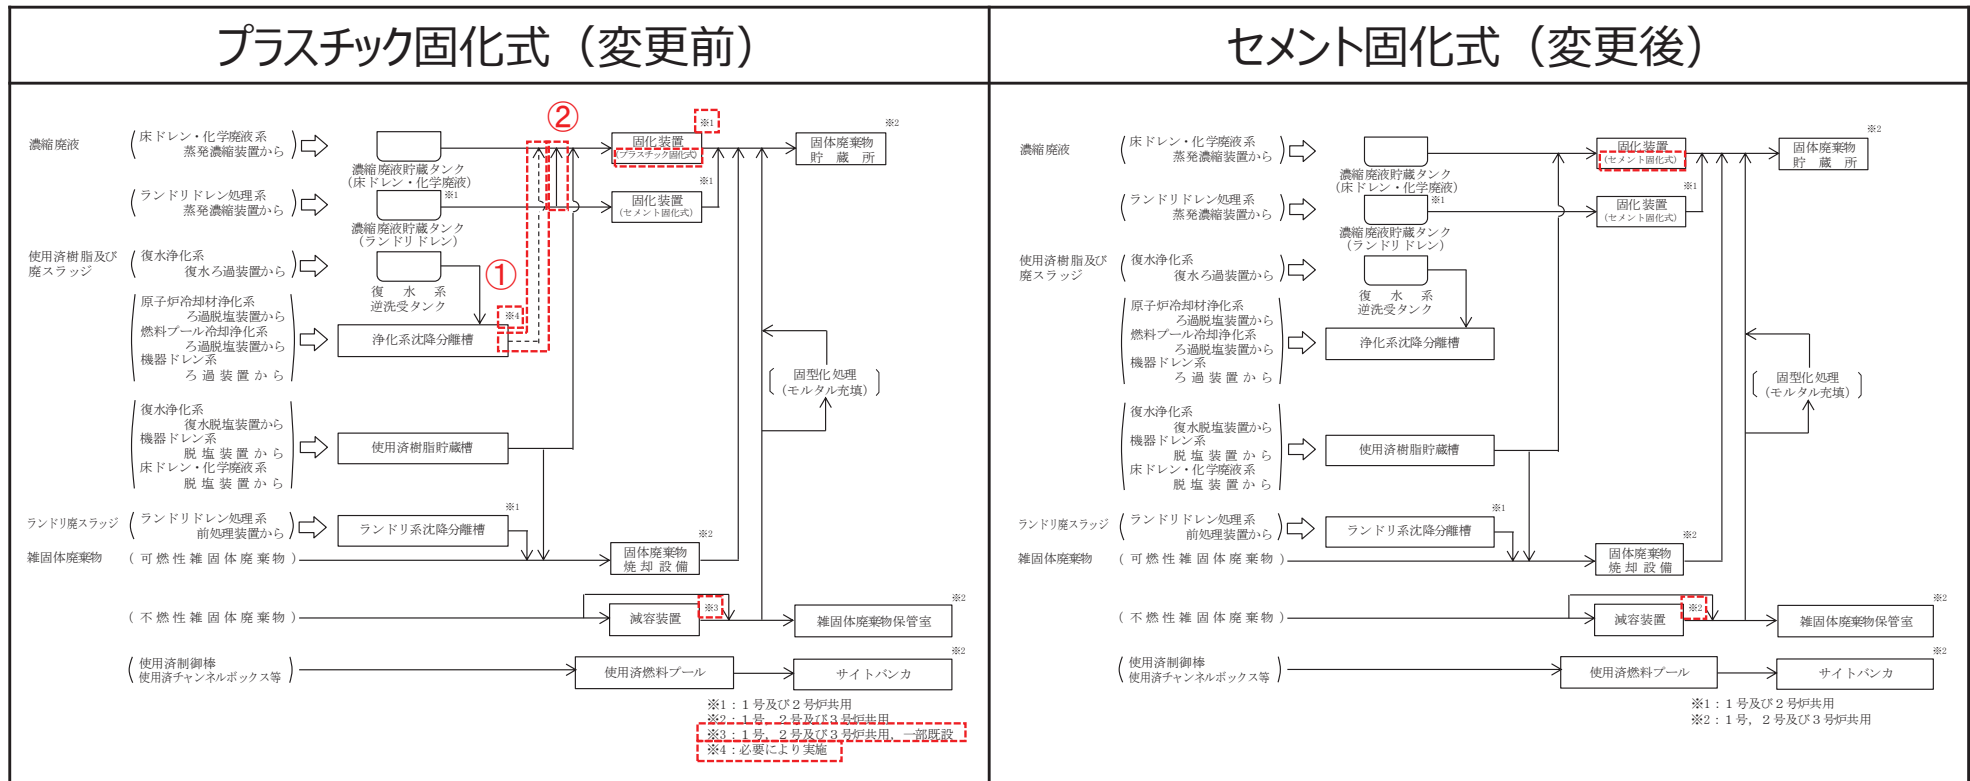 プラスチック固化式（変更前）
濃縮廃液
床ドレン・化学廃液系
蒸発濃縮装置から
濃縮廃液貯蔵タンク
（床ドレン・化学廃液）
②
※1
固化装置
（プラスチック固化式）
※2
固体廃棄物
貯蔵所
ランドリドレン処理系
蒸発濃縮装置から
※1
濃縮廃液貯蔵タンク
（ランドリドレン）
※1
固化装置
（セメント固化式）
使用済樹脂及び
廃スラッジ
復水浄化系
復水ろ過装置から
復水系
逆洗受タンク
①
原子炉冷却材浄化系
ろ過脱塩装置から
燃料プール冷却浄化系
ろ過脱塩装置から
機器ドレン系
ろ過装置から
※4
浄化系沈降分離槽
固型化処理
（モルタル充填）
復水浄化系
復水脱塩装置から
機器ドレン系
脱塩装置から
床ドレン・化学廃液系
脱塩装置から
使用済樹脂貯蔵槽
ランドリ廃スラッジ
ランドリドレン処理系
前処理装置から
※1
ランドリ系沈降分離槽
雑固体廃棄物
（可燃性雑固体廃棄物）
※2
固体廃棄物
焼却設備
（不燃性雑固体廃棄物）
※3
減容装置
※2
雑固体廃棄物保管室
使用済制御棒
使用済チャンネルボックス等
使用済燃料プール
※2
サイトバンカ
※1：1号及び2号炉共用
※2：1号，2号及び3号炉共用
※3：1号，2号及び3号炉共用，一部既設
※4：必要により実施
セメント固化式（変更後）
濃縮廃液
床ドレン・化学廃液系
蒸発濃縮装置から
濃縮廃液貯蔵タンク
（床ドレン・化学廃液）
固化装置
（セメント固化式）
※2
固体廃棄物
貯蔵所
ランドリドレン処理系
蒸発濃縮装置から
※1
濃縮廃液貯蔵タンク
（ランドリドレン）
※1
固化装置
（セメント固化式）
使用済樹脂及び
廃スラッジ
復水浄化系
復水ろ過装置から
復水系
逆洗受タンク
原子炉冷却材浄化系
ろ過脱塩装置から
燃料プール冷却浄化系
ろ過脱塩装置から
機器ドレン系
ろ過装置から
浄化系沈降分離槽
固型化処理
（モルタル充填）
復水浄化系
復水脱塩装置から
機器ドレン系
脱塩装置から
床ドレン・化学廃液系
脱塩装置から
使用済樹脂貯蔵槽
ランドリ廃スラッジ
ランドリドレン処理系
前処理装置から
※1
ランドリ系沈降分離槽
雑固体廃棄物
（可燃性雑固体廃棄物）
※2
固体廃棄物
焼却設備
（不燃性雑固体廃棄物）
※2
減容装置
※2
雑固体廃棄物保管室
使用済制御棒
使用済チャンネルボックス等
使用済燃料プール
※2
サイトバンカ
※1：1号及び2号炉共用
※2：1号，2号及び3号炉共用